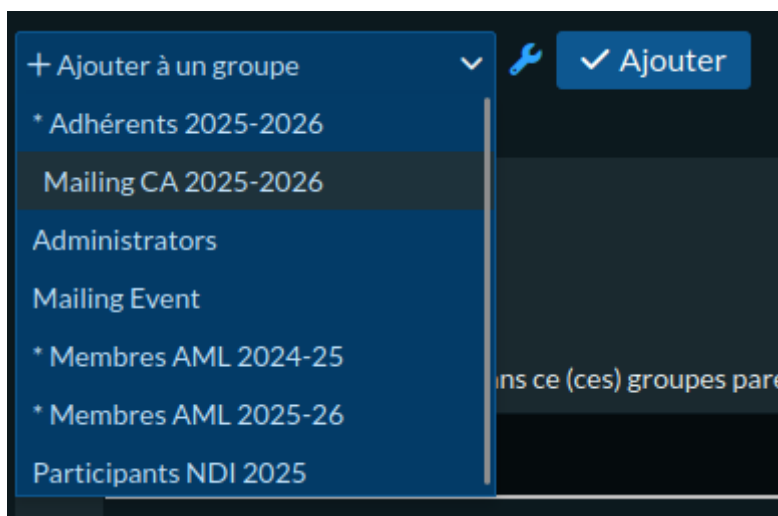 + Ajouter à un groupe
Ajouter
* Adhérents 2025-2026
Mailing CA 2025-2026
Administrators
Mailing Event
* Membres AML 2024-25
ns ce (ces) groupes pare
* Membres AML 2025-26
Participants NDI 2025